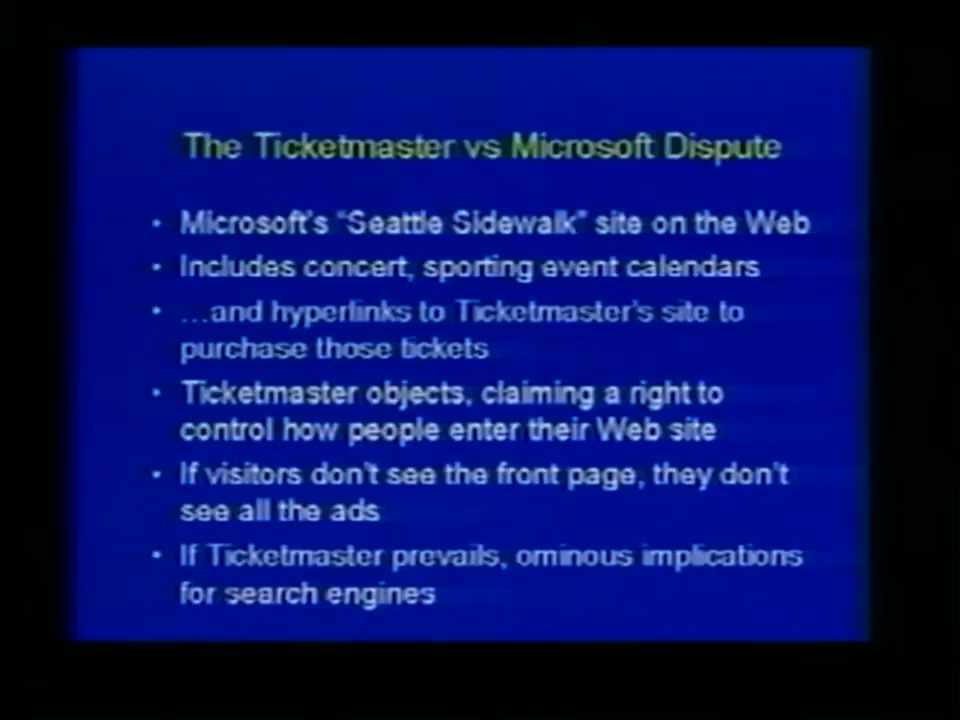 The Ticketmaster vs Microsoft Dispute
• Microsoft's "Seattle Sidewalk" site on the Web
• Includes concert, sporting event calendars
• …and hyperlinks to Ticketmaster's site to
purchase those tickets
• Ticketmaster objects, claiming a right to
control how people enter their Web site
• If visitors don't see the front page, they don't
see all the ads
• If Ticketmaster prevails, ominous implications
for search engines